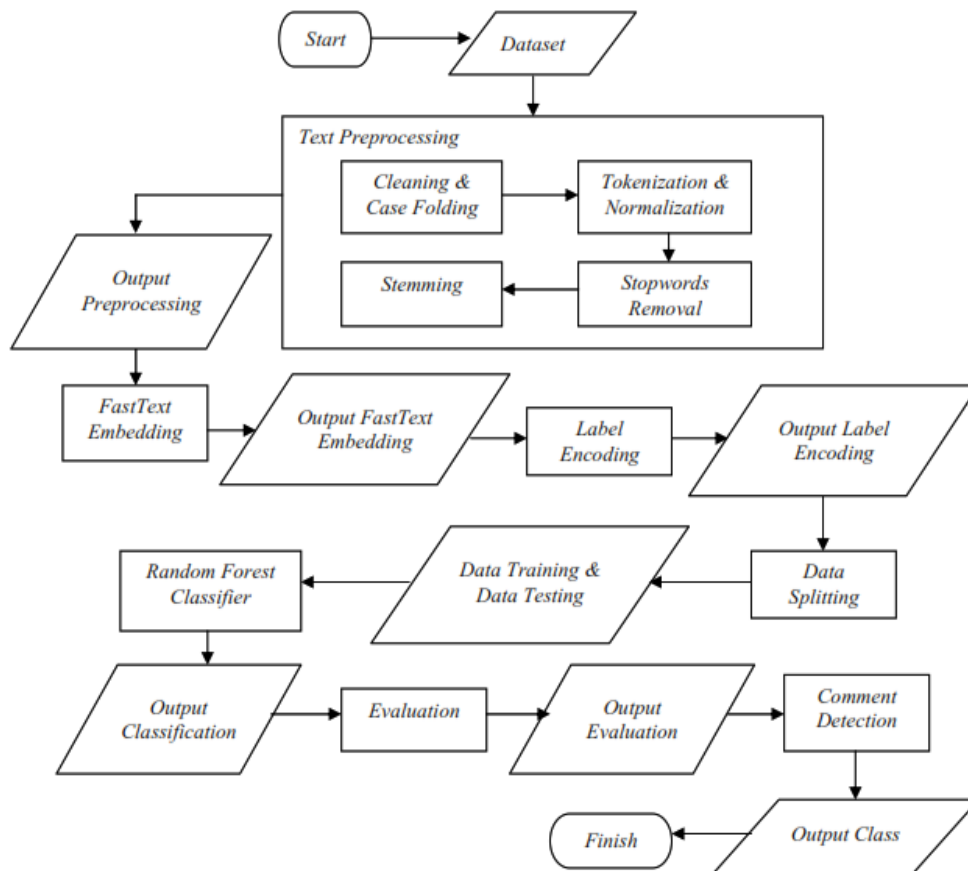 Start
Dataset
Text Preprocessing
Cleaning &
Case Folding
Tokenization &
Normalization
Stemming
Stopwords
Removal
Output
Preprocessing
FastText
Embedding
Output FastText
Embedding
Label
Encoding
Output Label
Encoding
Random Forest
Classifier
Data Training &
Data Testing
Data
Splitting
Output
Classification
Evaluation
Output
Evaluation
Comment
Detection
Finish
Output Class